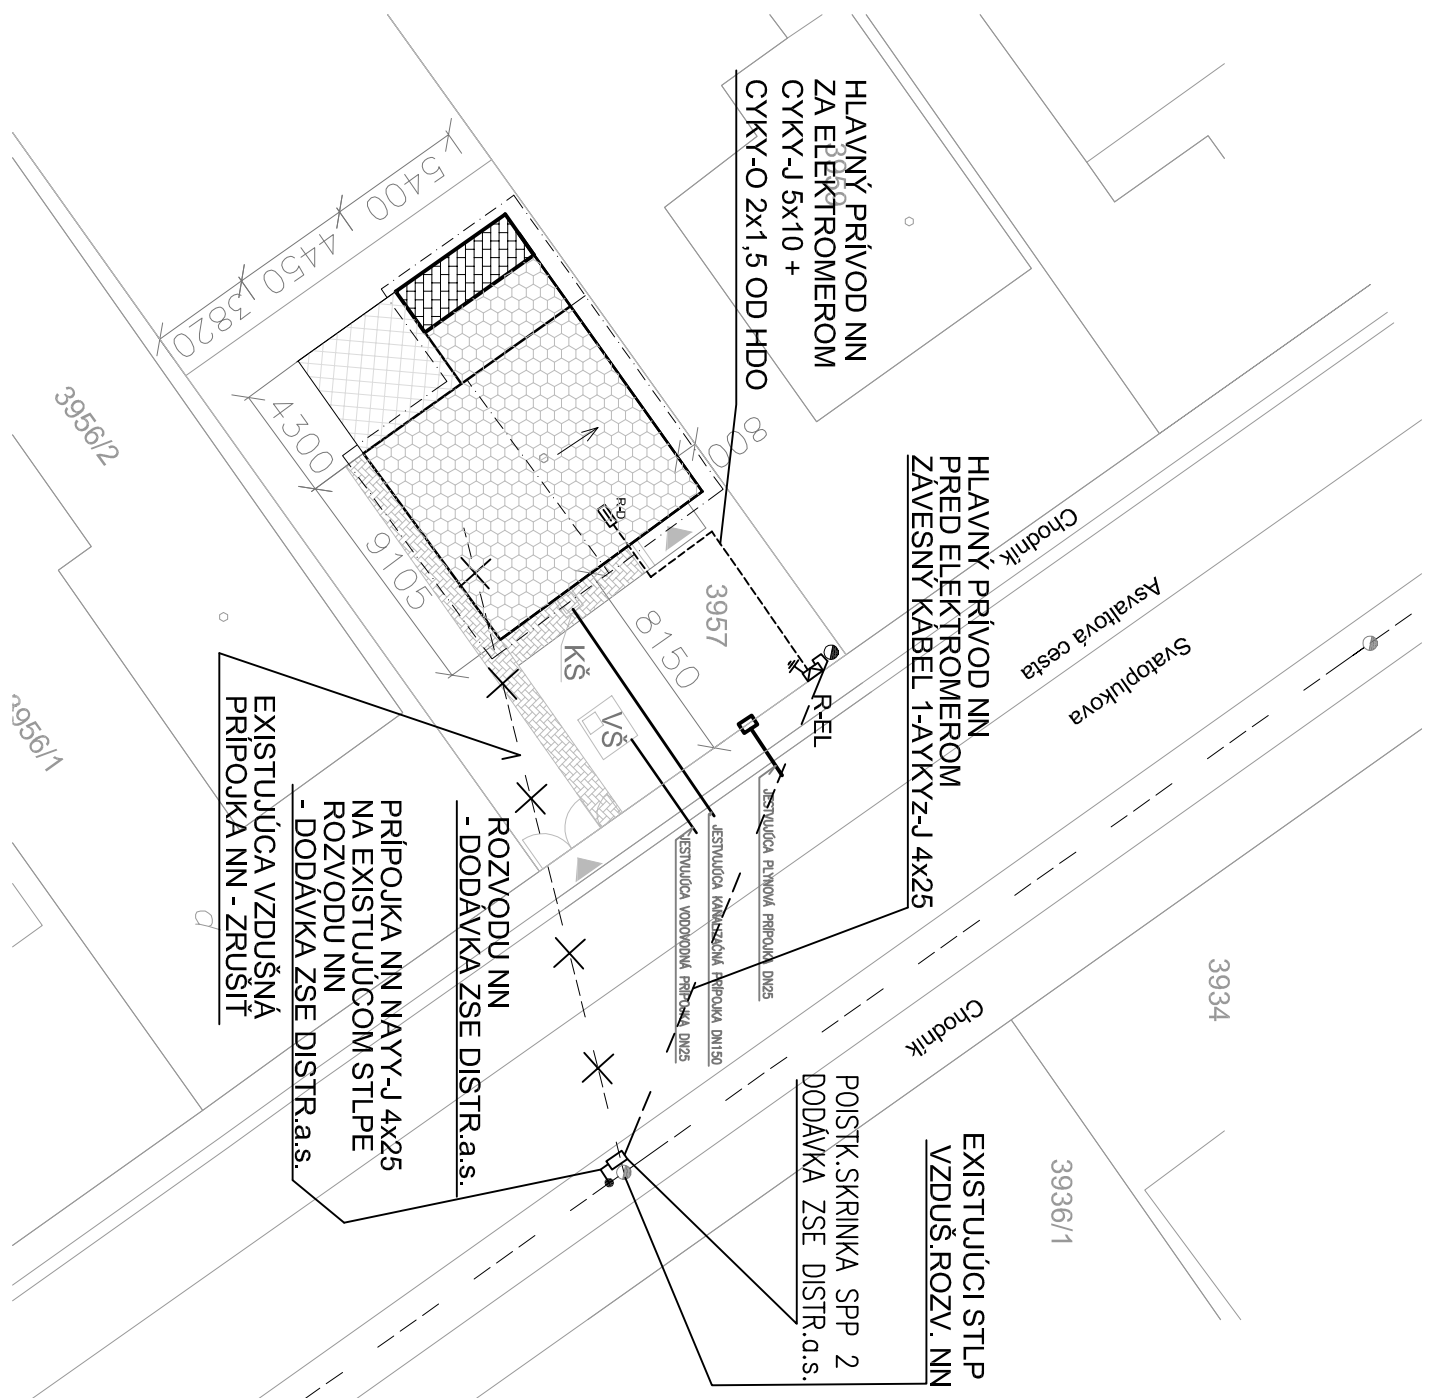 HLAVNÝ PRÍVOD NN
ZA ELEKTROMEROM
CYKY-J 5x10 +
CYKY-O 2x1,5 OD HDO
3959
HLAVNÝ PRÍVOD NN
PRED ELEKTROMEROM
ZÁVESNÝ KÁBEL 1-AYKYz-J 4x25
Chodník
Asvaltová cesta
Svatoplukova
Chodník
5400
4450
3820
4300
9105
800
8150
3956/2
3956/1
3957
3934
3936/1
R-D
R-EL
KŠ
VŠ
JESTVUJÚCA PLYNOVÁ PRÍPOJKA DN25
JESTVUJÚCA KANALIZAČNÁ PRÍPOJKA DN150
JESTVUJÚCA VODOVODNÁ PRÍPOJKA DN25
EXISTUJÚCA VZDUŠNÁ
PRÍPOJKA NN - ZRUŠIŤ
PRÍPOJKA NN NAYY-J 4x25
NA EXISTUJÚCOM STLPE
ROZVODU NN
- DODÁVKA ZSE DISTR.a.s.
ROZVODU NN
- DODÁVKA ZSE DISTR.a.s.
POISTK.SKRINKA SPP 2
DODÁVKA ZSE DISTR.a.s.
EXISTUJÚCI STLP
VZDUŠ.ROZV. NN